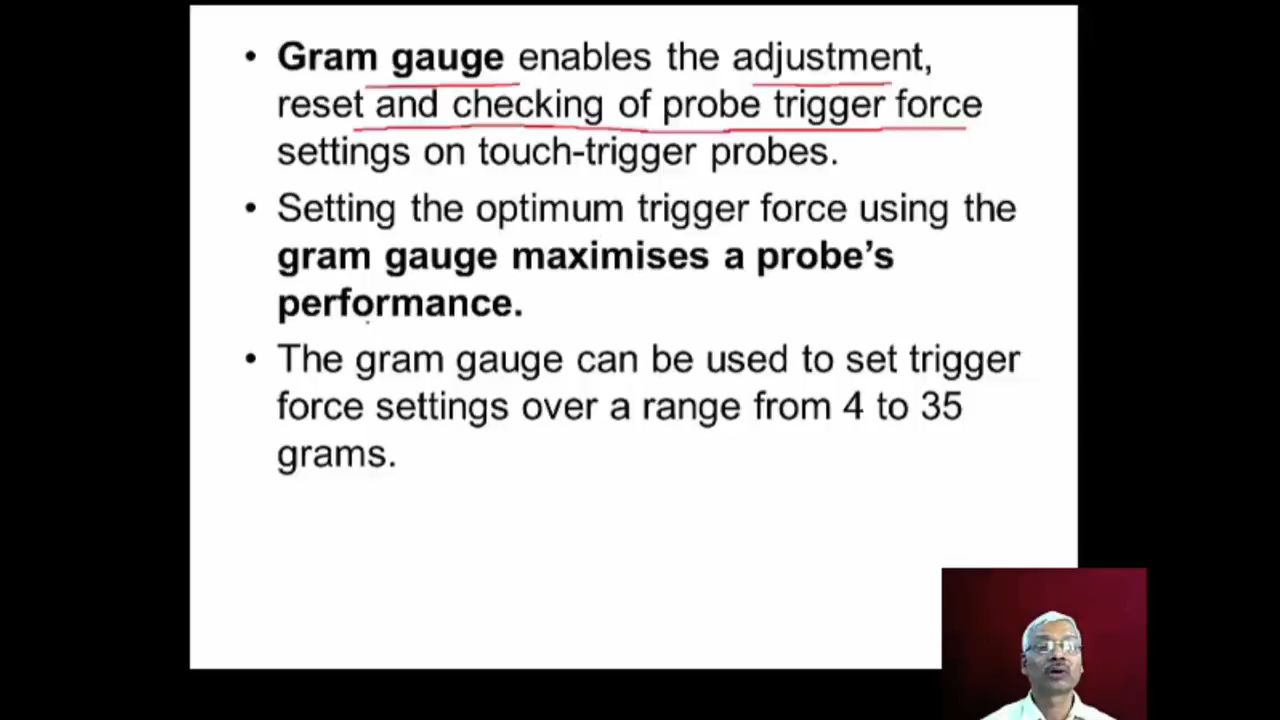 • Gram gauge enables the adjustment,
reset and checking of probe trigger force
settings on touch-trigger probes.
• Setting the optimum trigger force using the
gram gauge maximises a probe's
performance.
• The gram gauge can be used to set trigger
force settings over a range from 4 to 35
grams.